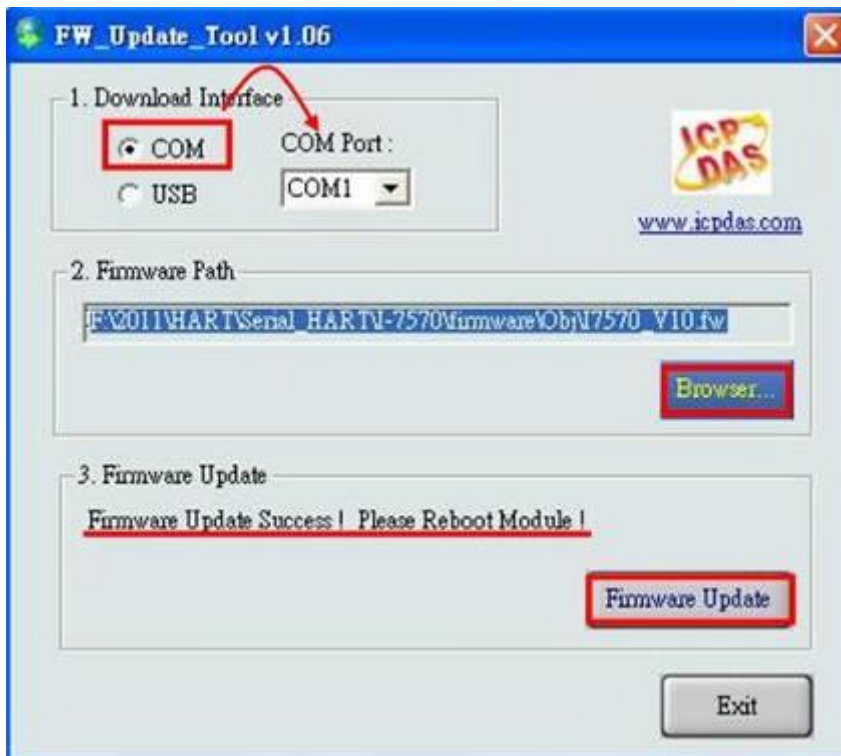 FW_Update_Tool v1.06
1. Download Interface
COM
COM Port :
USB
COM1
ICP
DAS
www.icpdas.com
2. Firmware Path
F:\2011\HART\Serial_HART\I-7570\firmware\Obj\I7570_V10.fw
Browser...
3. Firmware Update
Firmware Update Success ! Please Reboot Module !
Firmware Update
Exit